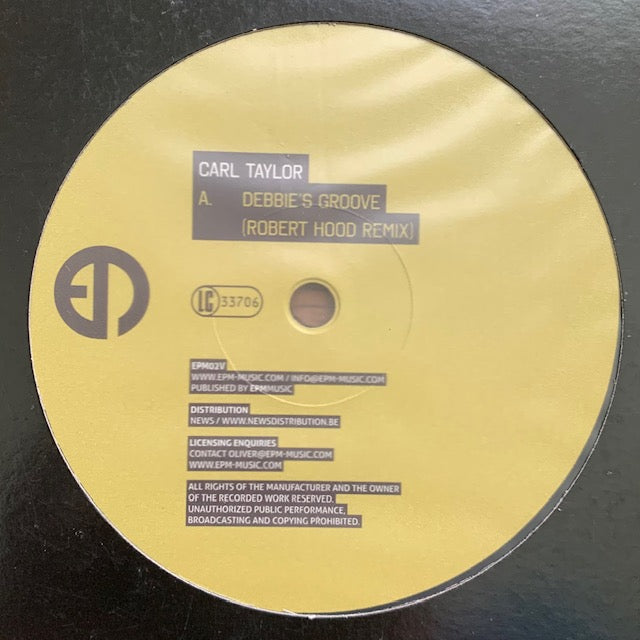 CARL TAYLOR
A. DEBBIE'S GROOVE
(ROBERT HOOD REMIX)
LC 33706
EPM02V
WWW.EPM-MUSIC.COM / INFO@EPM-MUSIC.COM
PUBLISHED BY EPMMUSIC
DISTRIBUTION
NEWS / WWW.NEWSDISTRIBUTION.BE
LICENSING ENQUIRIES
CONTACT OLIVER@EPM-MUSIC.COM
WWW.EPM-MUSIC.COM
ALL RIGHTS OF THE MANUFACTURER AND THE OWNER
OF THE RECORDED WORK RESERVED.
UNAUTHORIZED PUBLIC PERFORMANCE,
BROADCASTING AND COPYING PROHIBITED.